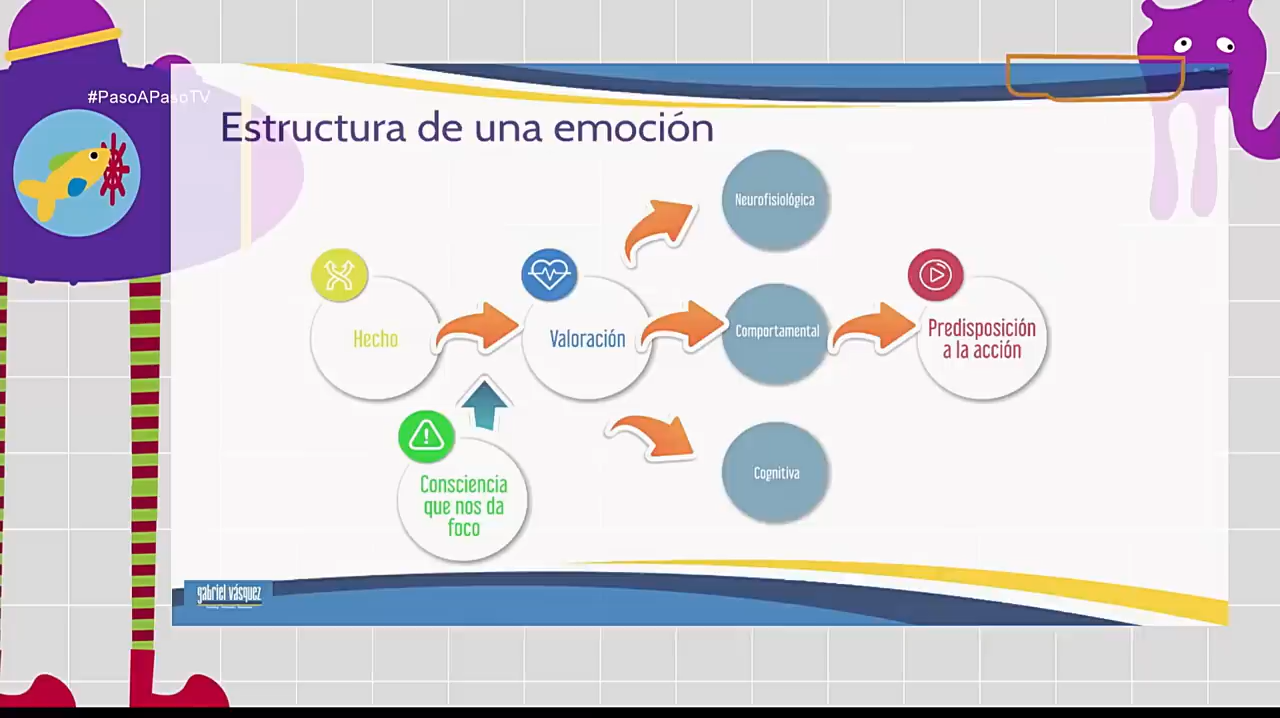 #PasoAPasoTV
Estructura de una emoción
Neurofisiológica
Hecho
Valoración
Comportamental
Predisposición
a la acción
Consciencia
que nos da
foco
Cognitiva
gabriel vásquez